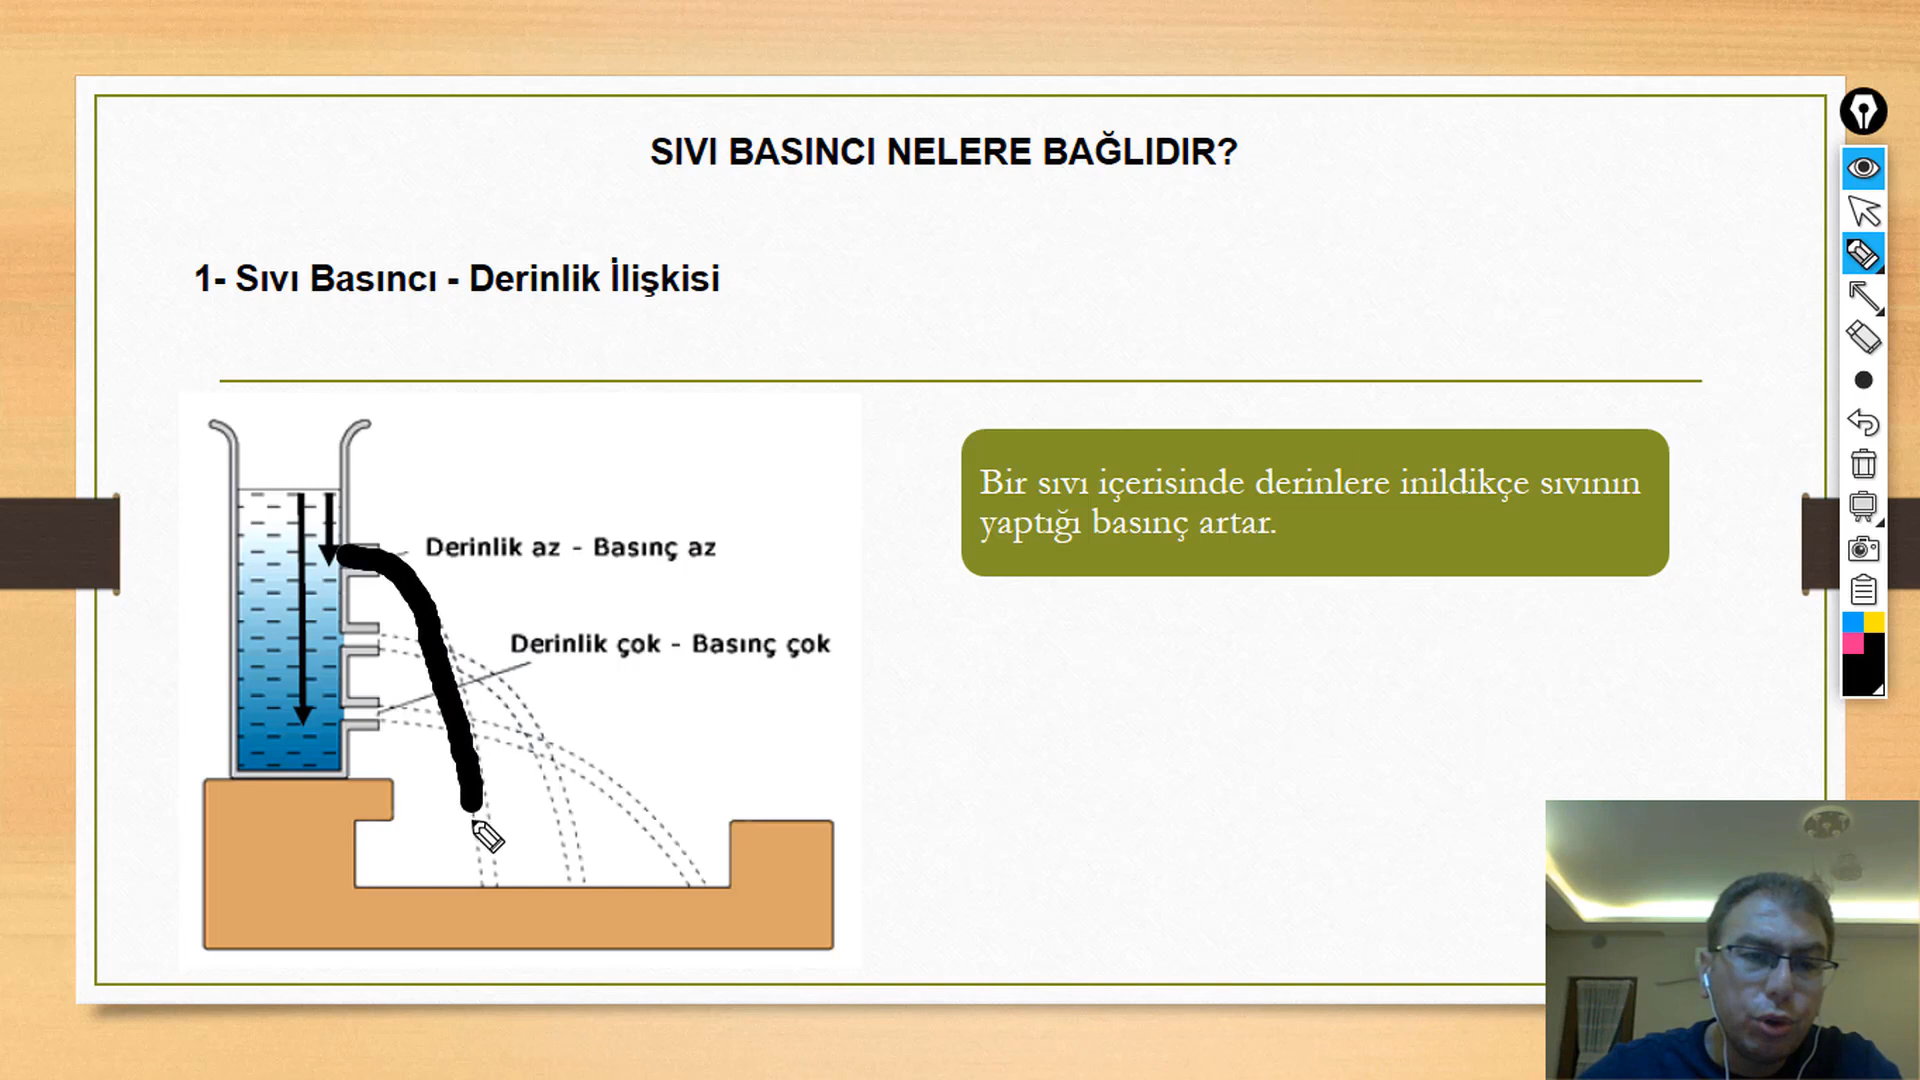 SIVI BASINCI NELERE BAĞLIDIR?
1- Sıvı Basıncı - Derinlik İlişkisi
Bir sıvı içerisinde derinlere inildikçe sıvının
yaptığı basınç artar.
Derinlik az - Basınç az
Derinlik çok - Basınç çok